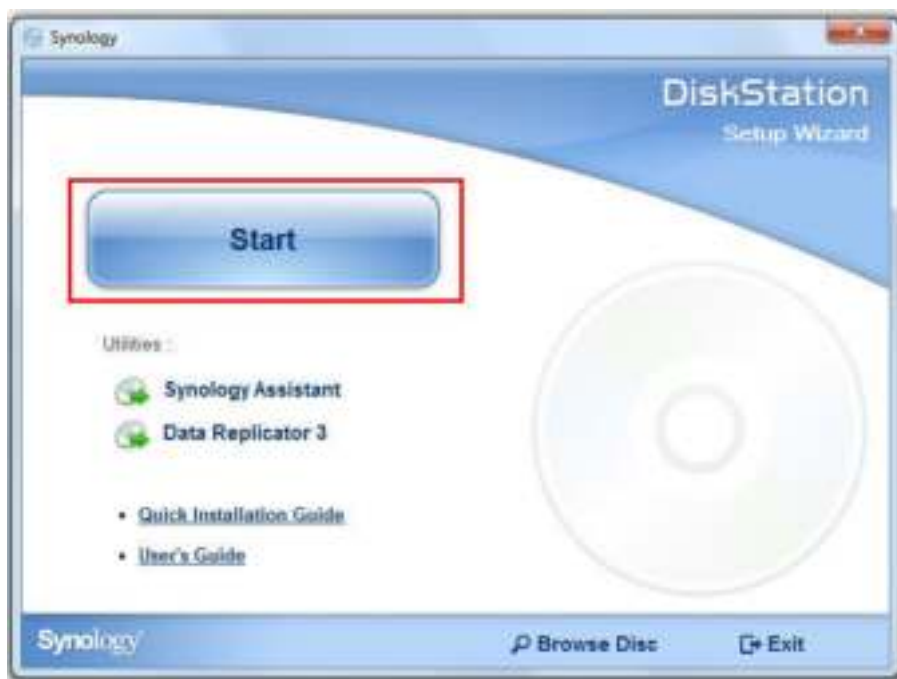 Synology
DiskStation
Setup Wizard
Start
Utilities :
Synology Assistant
Data Replicator 3
• Quick Installation Guide
• User's Guide
Synology
Browse Disc
Exit